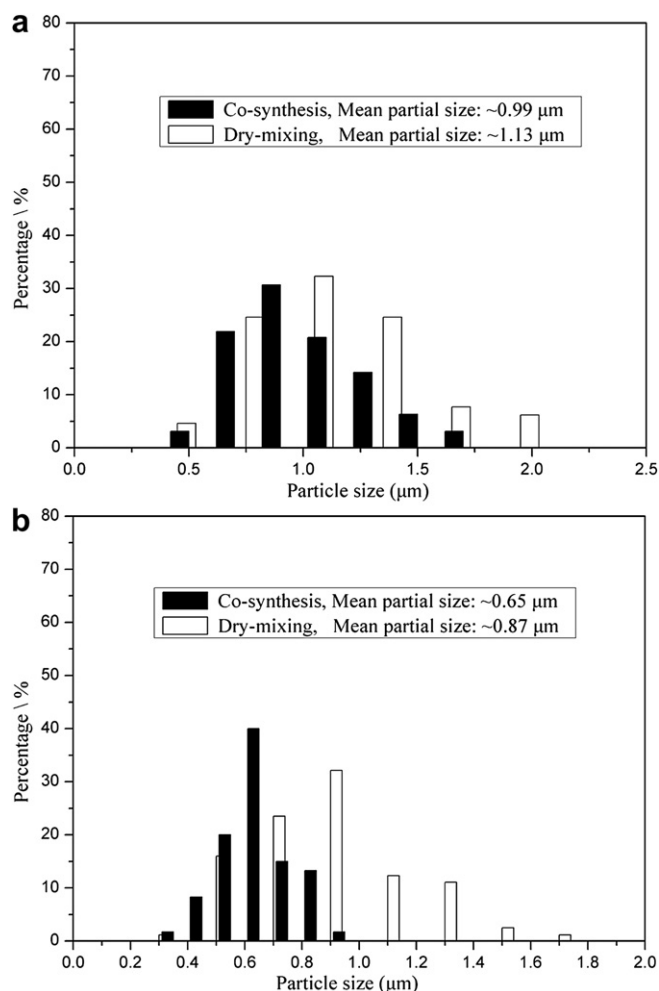 a
80
70
60
50
40
30
20
10
0
Percentage \ %
Co-synthesis, Mean partial size: ~0.99 μm
Dry-mixing, Mean partial size: ~1.13 μm
0.0 0.5 1.0 1.5 2.0 2.5
Particle size (μm)
b
80
70
60
50
40
30
20
10
0
Percentage \ %
Co-synthesis, Mean partial size: ~0.65 μm
Dry-mixing, Mean partial size: ~0.87 μm
0.0 0.2 0.4 0.6 0.8 1.0 1.2 1.4 1.6 1.8 2.0
Particle size (μm)